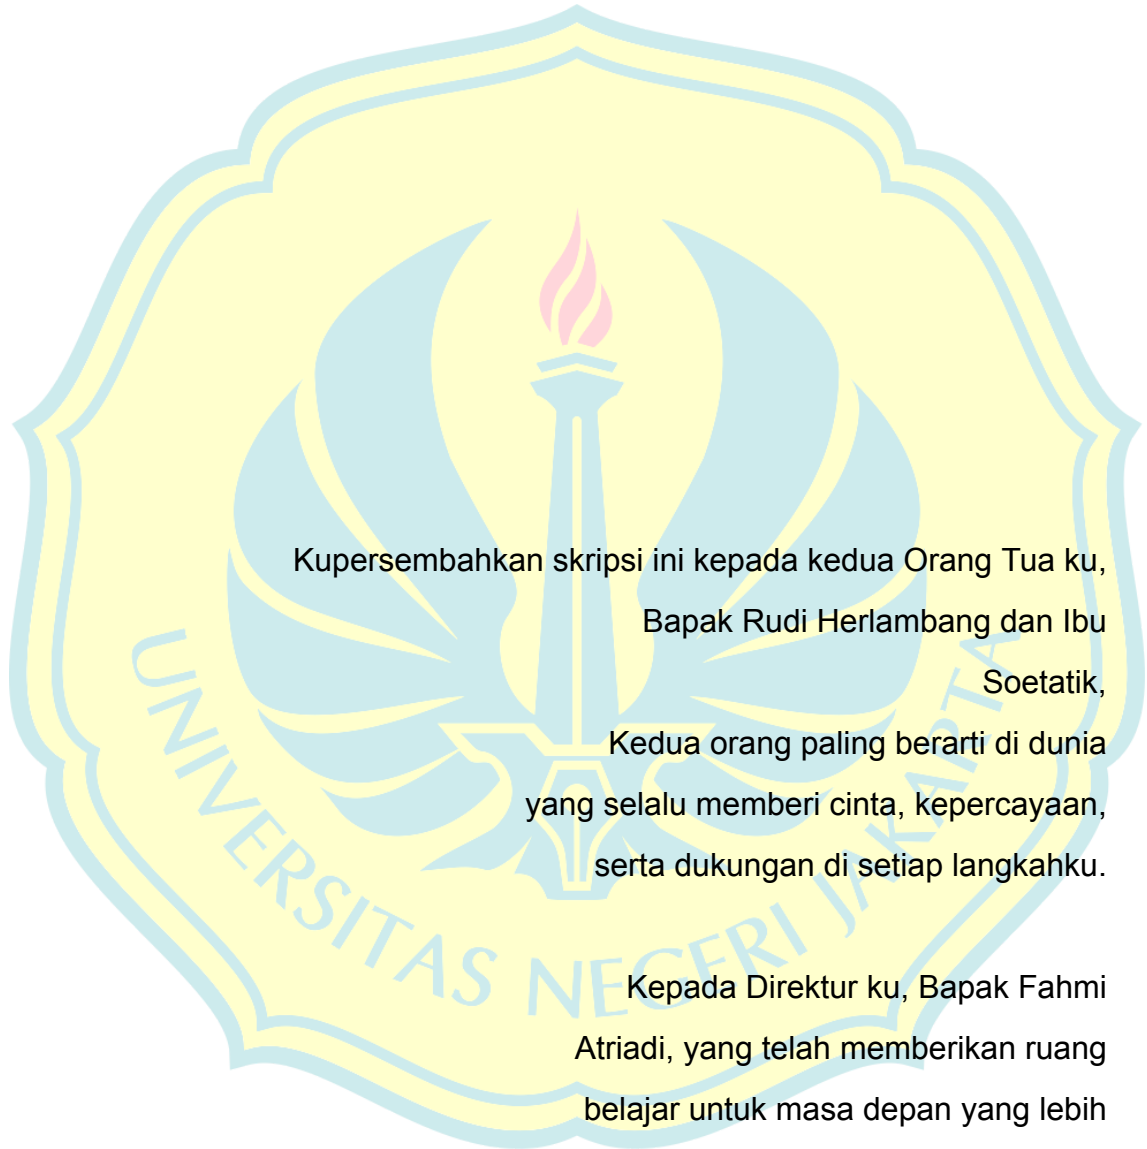 Kupersembahkan skripsi ini kepada kedua Orang Tua ku,
Bapak Rudi Herlambang dan Ibu
Soetatik,
Kedua orang paling berarti di dunia
yang selalu memberi cinta, kepercayaan,
serta dukungan di setiap langkahku.
Kepada Direktur ku, Bapak Fahmi
Atriadi, yang telah memberikan ruang
belajar untuk masa depan yang lebih
UNIVERSITAS NEGERI JAKARTA